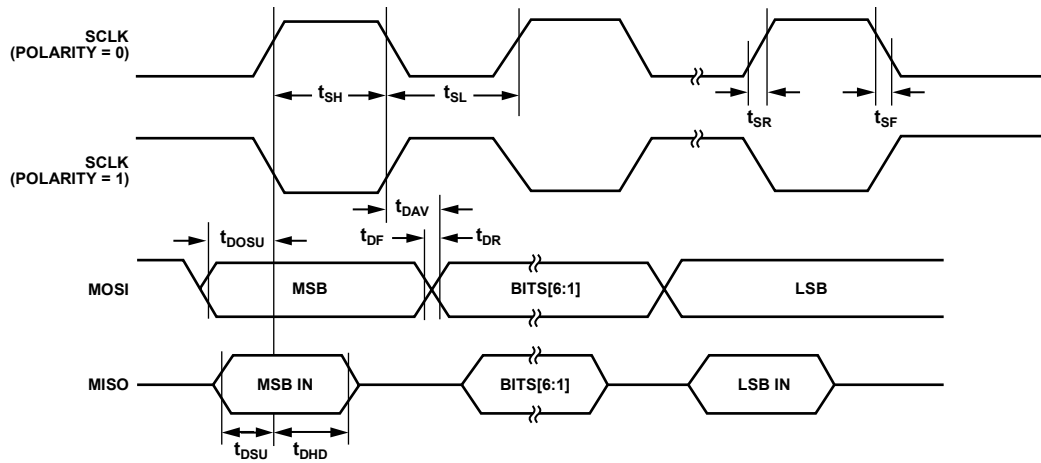 SCLK
(POLARITY = 0)
tSH
tSL
tSR
tSF
SCLK
(POLARITY = 1)
tDAV
tDOSU
tDF
tDR
MOSI
MSB
BITS[6:1]
LSB
MISO
MSB IN
BITS[6:1]
LSB IN
tDSU
tDHD